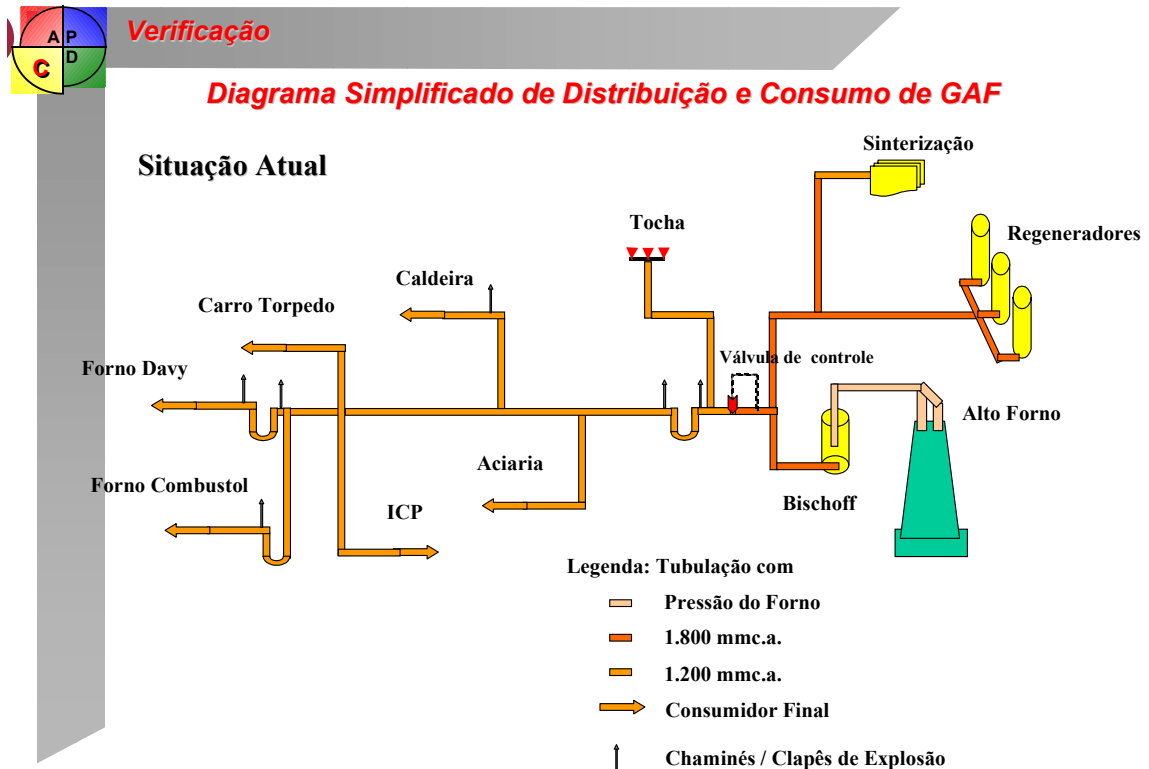 A P
C D
Verificação
Diagrama Simplificado de Distribuição e Consumo de GAF
Situação Atual
Sinterização
Tocha
Regeneradores
Caldeira
Carro Torpedo
Válvula de controle
Forno Davy
Alto Forno
Aciaria
Forno Combustol
ICP
Bischoff
Legenda: Tubulação com
Pressão do Forno
1.800 mmc.a.
1.200 mmc.a.
Consumidor Final
Chaminés / Clapês de Explosão